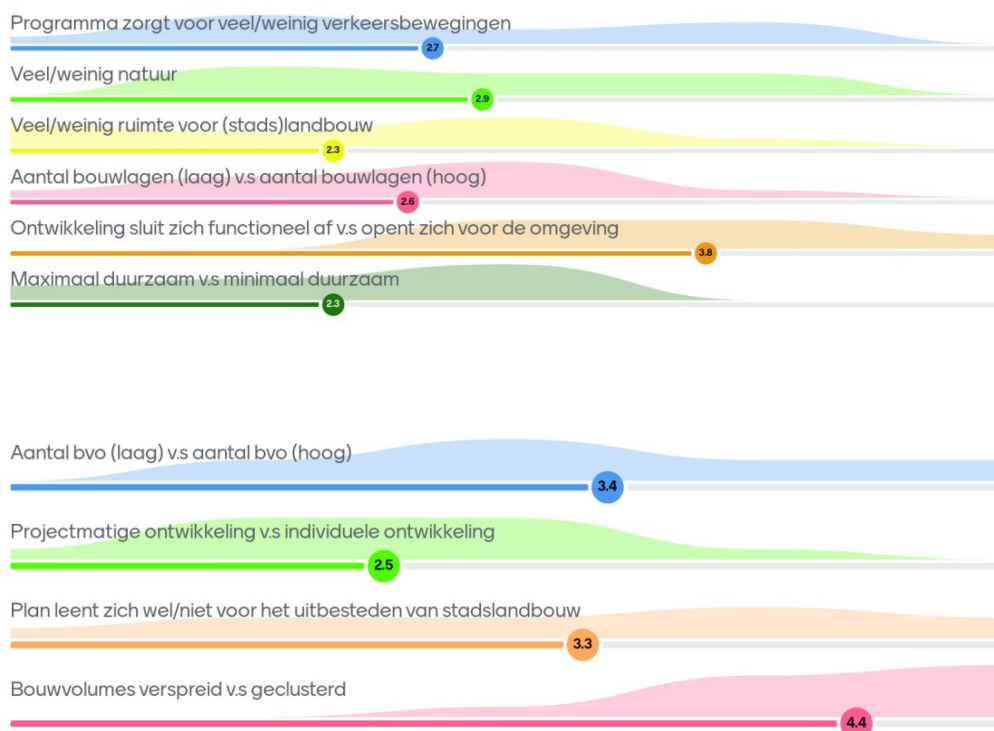 Programma zorgt voor veel/weinig verkeersbewegingen
2.7
Veel/weinig natuur
2.9
Veel/weinig ruimte voor (stads)landbouw
2.3
Aantal bouwlagen (laag) v.s aantal bouwlagen (hoog)
2.6
Ontwikkeling sluit zich functioneel af v.s opent zich voor de omgeving
3.8
Maximaal duurzaam v.s minimaal duurzaam
2.3
Aantal bvo (laag) v.s aantal bvo (hoog)
3.4
Projectmatige ontwikkeling v.s individuele ontwikkeling
2.5
Plan leent zich wel/niet voor het uitbesteden van stadslandbouw
3.3
Bouwvolumes verspreid v.s geclusterd
4.4